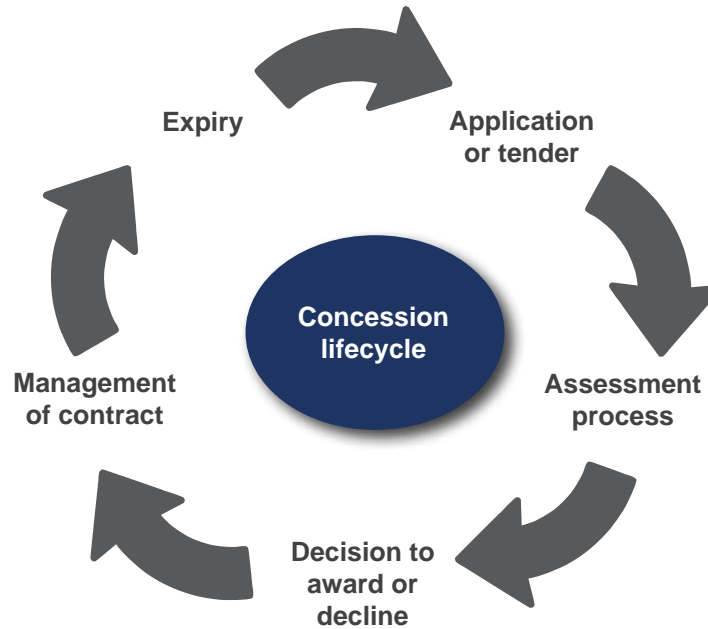 Expiry
Application
or tender
Concession
lifecycle
Management
of contract
Assessment
process
Decision to
award or
decline